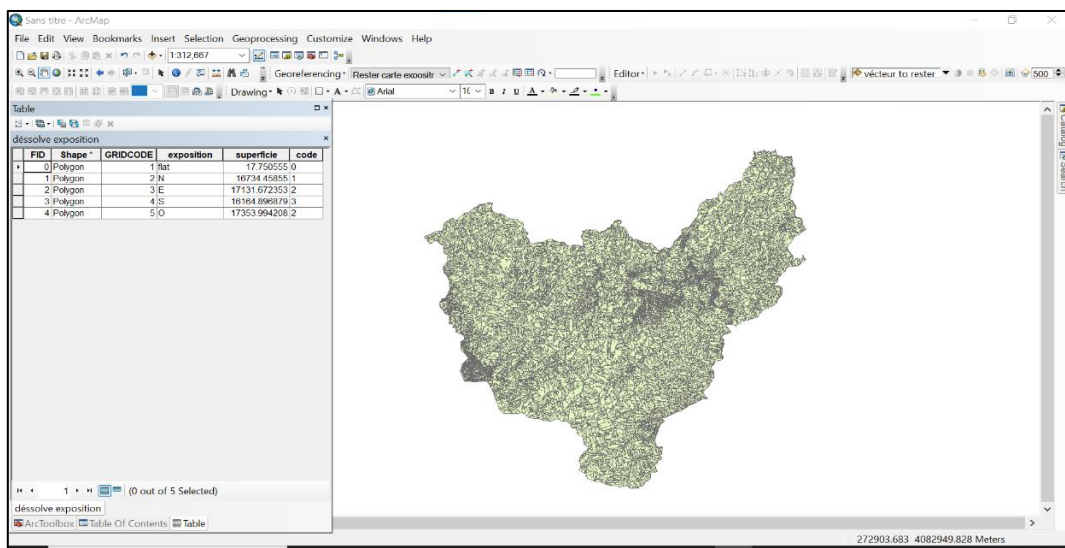 Sans titre - ArcMap
File Edit View Bookmarks Insert Selection Geoprocessing Customize Windows Help
1:312,667
Georeferencing Rester carte expositi Editor vécteur to rester 500
Drawing A Arial 10 B I U A
Table
déssolve exposition
FID Shape * GRIDCODE exposition superficie code
0 Polygon 1 flat 17.750555 0
1 Polygon 2 N 16734.45855 1
2 Polygon 3 E 17131.672353 2
3 Polygon 4 S 16164.896879 3
4 Polygon 5 O 17353.994208 2
Catalog
Search
1 (0 out of 5 Selected)
déssolve exposition
ArcToolbox Table Of Contents Table
272903.683 4082949.828 Meters